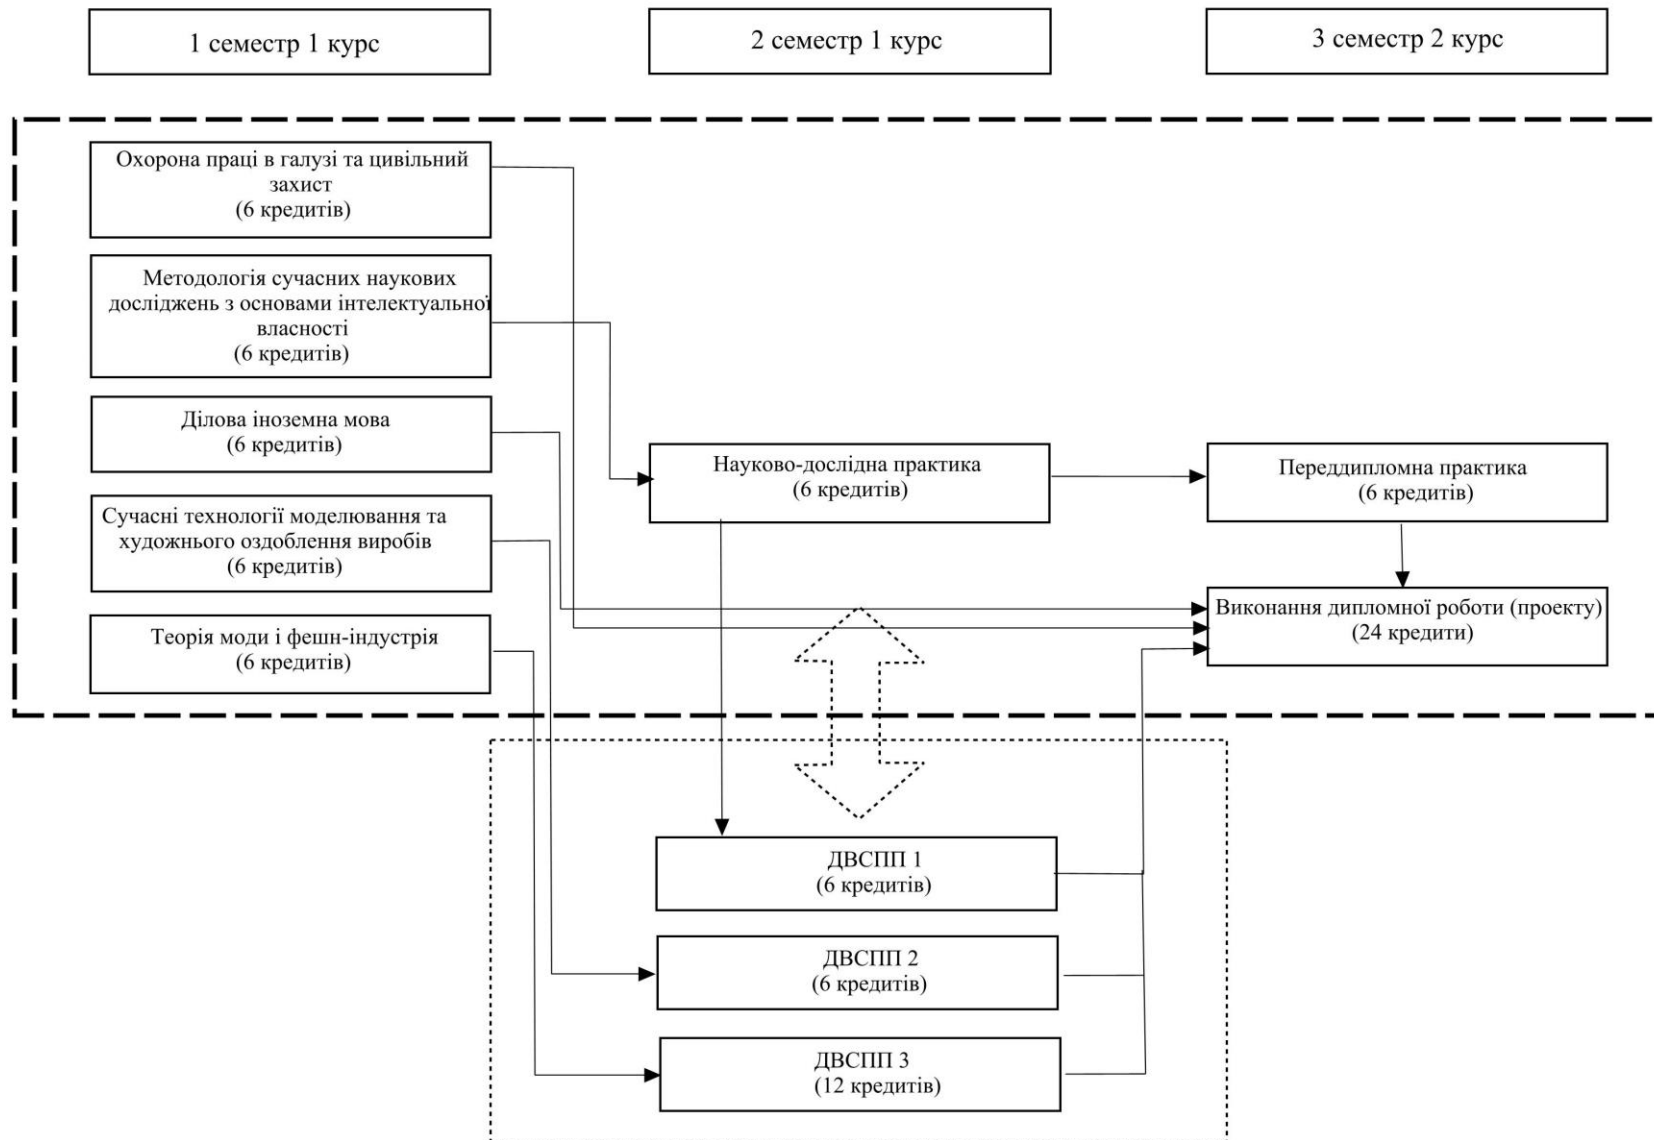 1 семестр 1 курс
2 семестр 1 курс
3 семестр 2 курс
Охорона праці в галузі та цивільний
захист
(6 кредитів)
Методологія сучасних наукових
досліджень з основами інтелектуальної
власності
(6 кредитів)
Ділова іноземна мова
(6 кредитів)
Сучасні технології моделювання та
художнього оздоблення виробів
(6 кредитів)
Теорія моди і фешн-індустрія
(6 кредитів)
Науково-дослідна практика
(6 кредитів)
Переддипломна практика
(6 кредитів)
Виконання дипломної роботи (проекту)
(24 кредити)
ДВСПП 1
(6 кредитів)
ДВСПП 2
(6 кредитів)
ДВСПП 3
(12 кредитів)